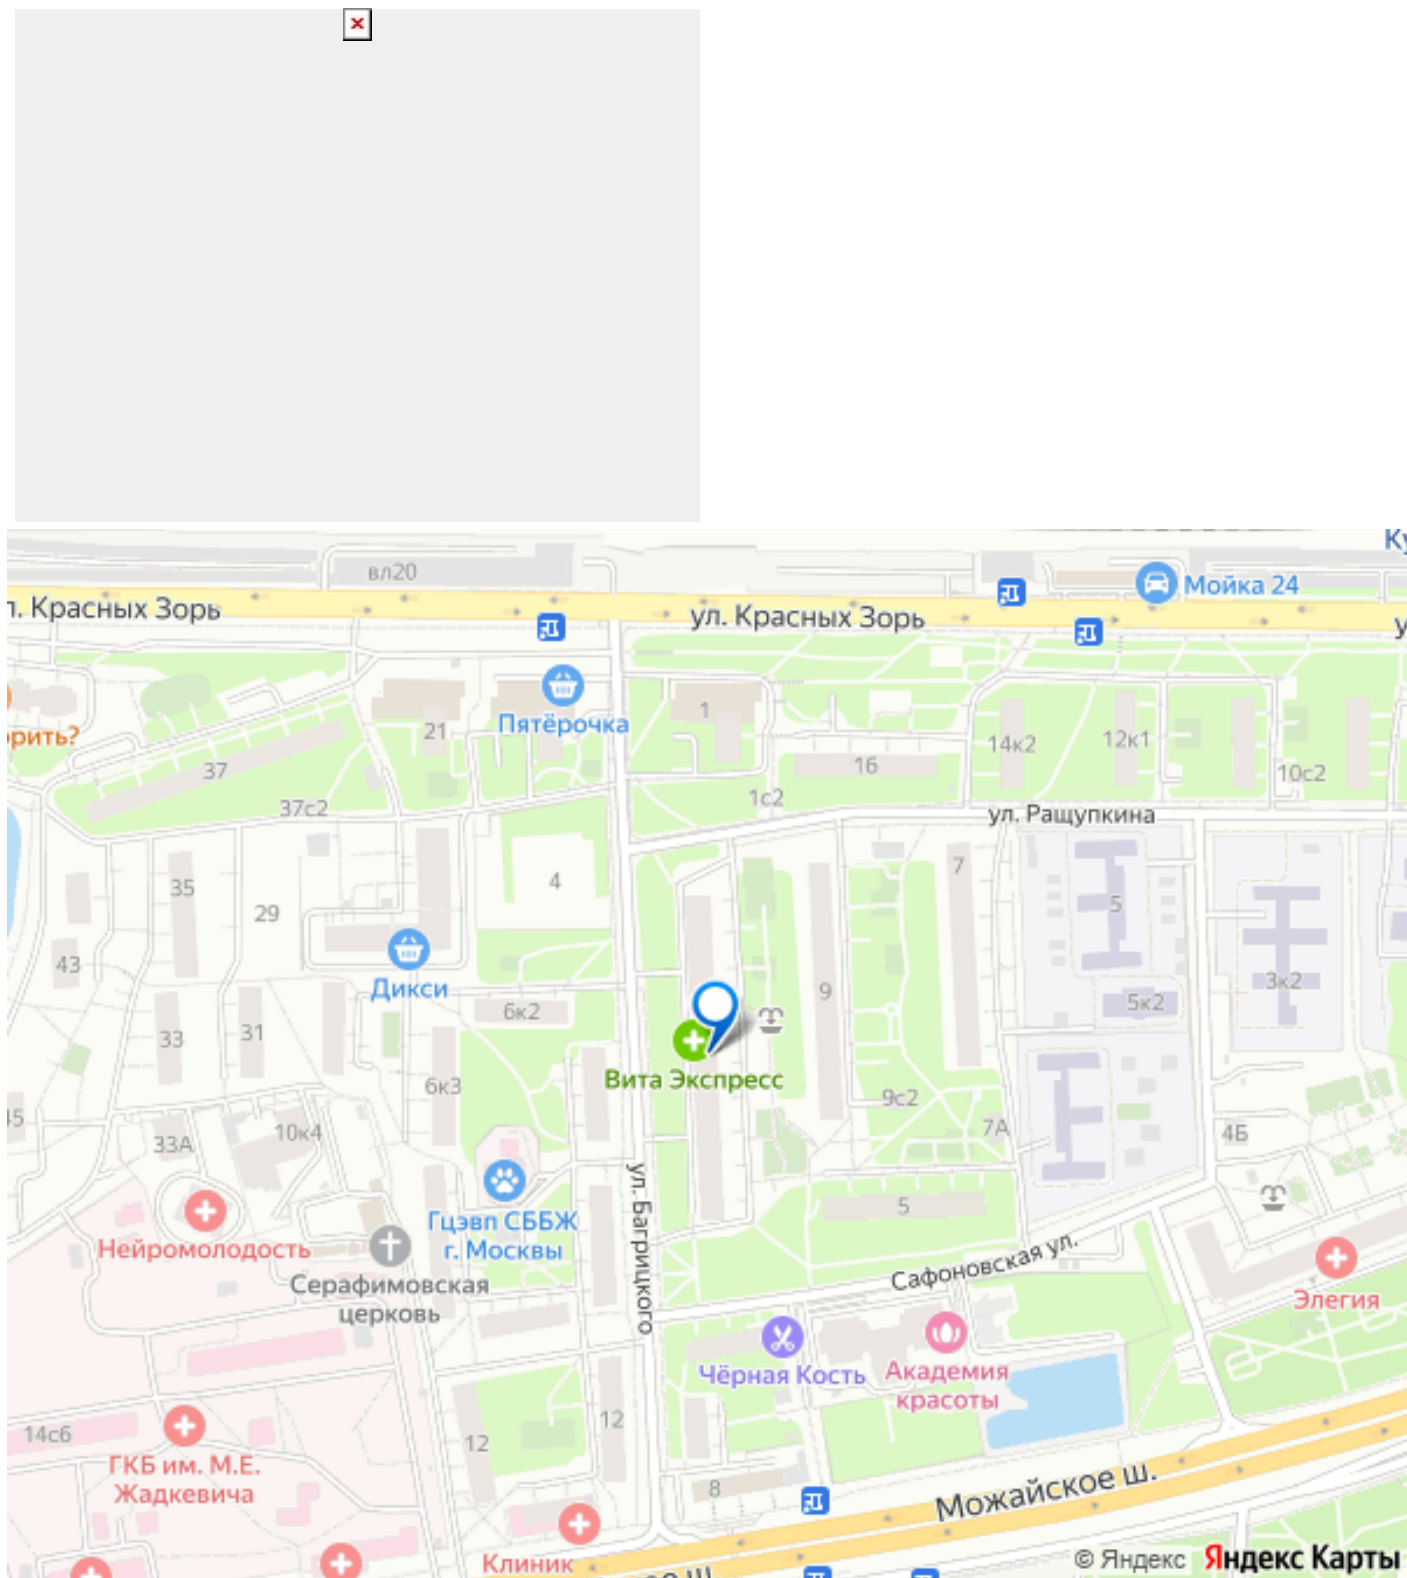 Ку
вл20
Мойка 24
л. Красных Зорь
ул. Красных Зорь
у
Пятёрочка
21
1
орить?
14к2
12к1
37
16
10с2
37с2
1с2
ул. Ращупкина
35
4
7
29
5
43
Дикси
9
3к2
6к2
5к2
33
31
Вита Экспресс
6к3
9с2
45
33А
10к4
7А
4Б
ул. Багрицкого
5
Гцэвп СББЖ
г. Москвы
Нейромолодость
Серафимовская
церковь
Сафоновская ул.
Элегия
Чёрная Кость
Академия
красоты
14с6
12
12
ГКБ им. М.Е.
Жадкевича
8
Можайское ш.
Клиник
ш.
© Яндекс Яндекс Карты